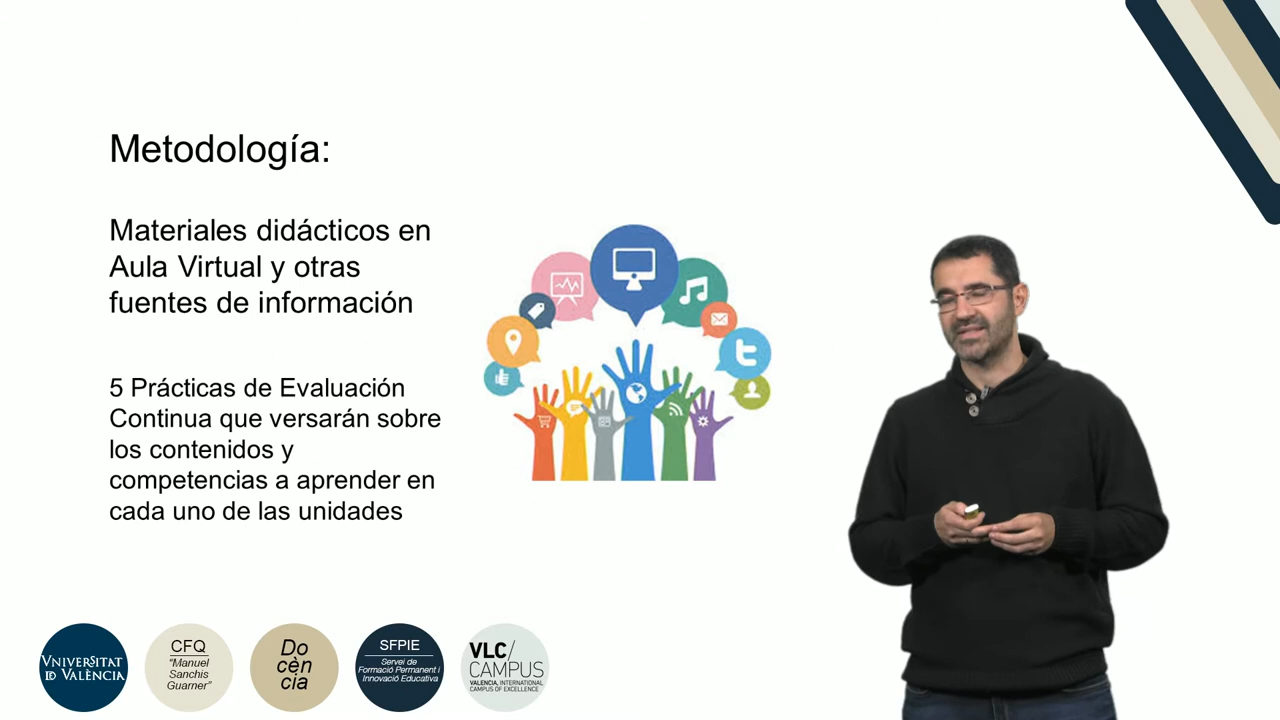 Metodología:
Materiales didácticos en
Aula Virtual y otras
fuentes de información
5 Prácticas de Evaluación
Continua que versarán sobre
los contenidos y
competencias a aprender en
cada uno de las unidades
VNIVERSITAT
ID VALÈNCIA
CFQ
"Manuel
Sanchis
Guarner"
Do
cèn
cia
SFPIE
Servei de
Formació Permanent i
Innovació Educativa
VLC/
CAMPUS
VALENCIA, INTERNATIONAL
CAMPUS OF EXCELLENCE